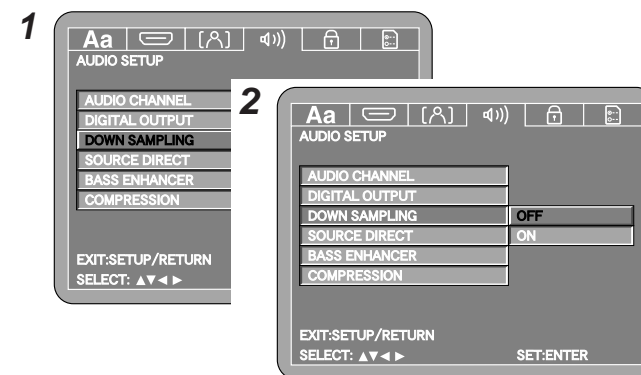 1
Aa
AUDIO SETUP
AUDIO CHANNEL
DIGITAL OUTPUT
DOWN SAMPLING
SOURCE DIRECT
BASS ENHANCER
COMPRESSION
EXIT:SETUP/RETURN
SELECT: ▲▼◄ ►
2
Aa
AUDIO SETUP
AUDIO CHANNEL
DIGITAL OUTPUT
DOWN SAMPLING OFF
SOURCE DIRECT ON
BASS ENHANCER
COMPRESSION
EXIT:SETUP/RETURN
SELECT: ▲▼◄ ► SET:ENTER